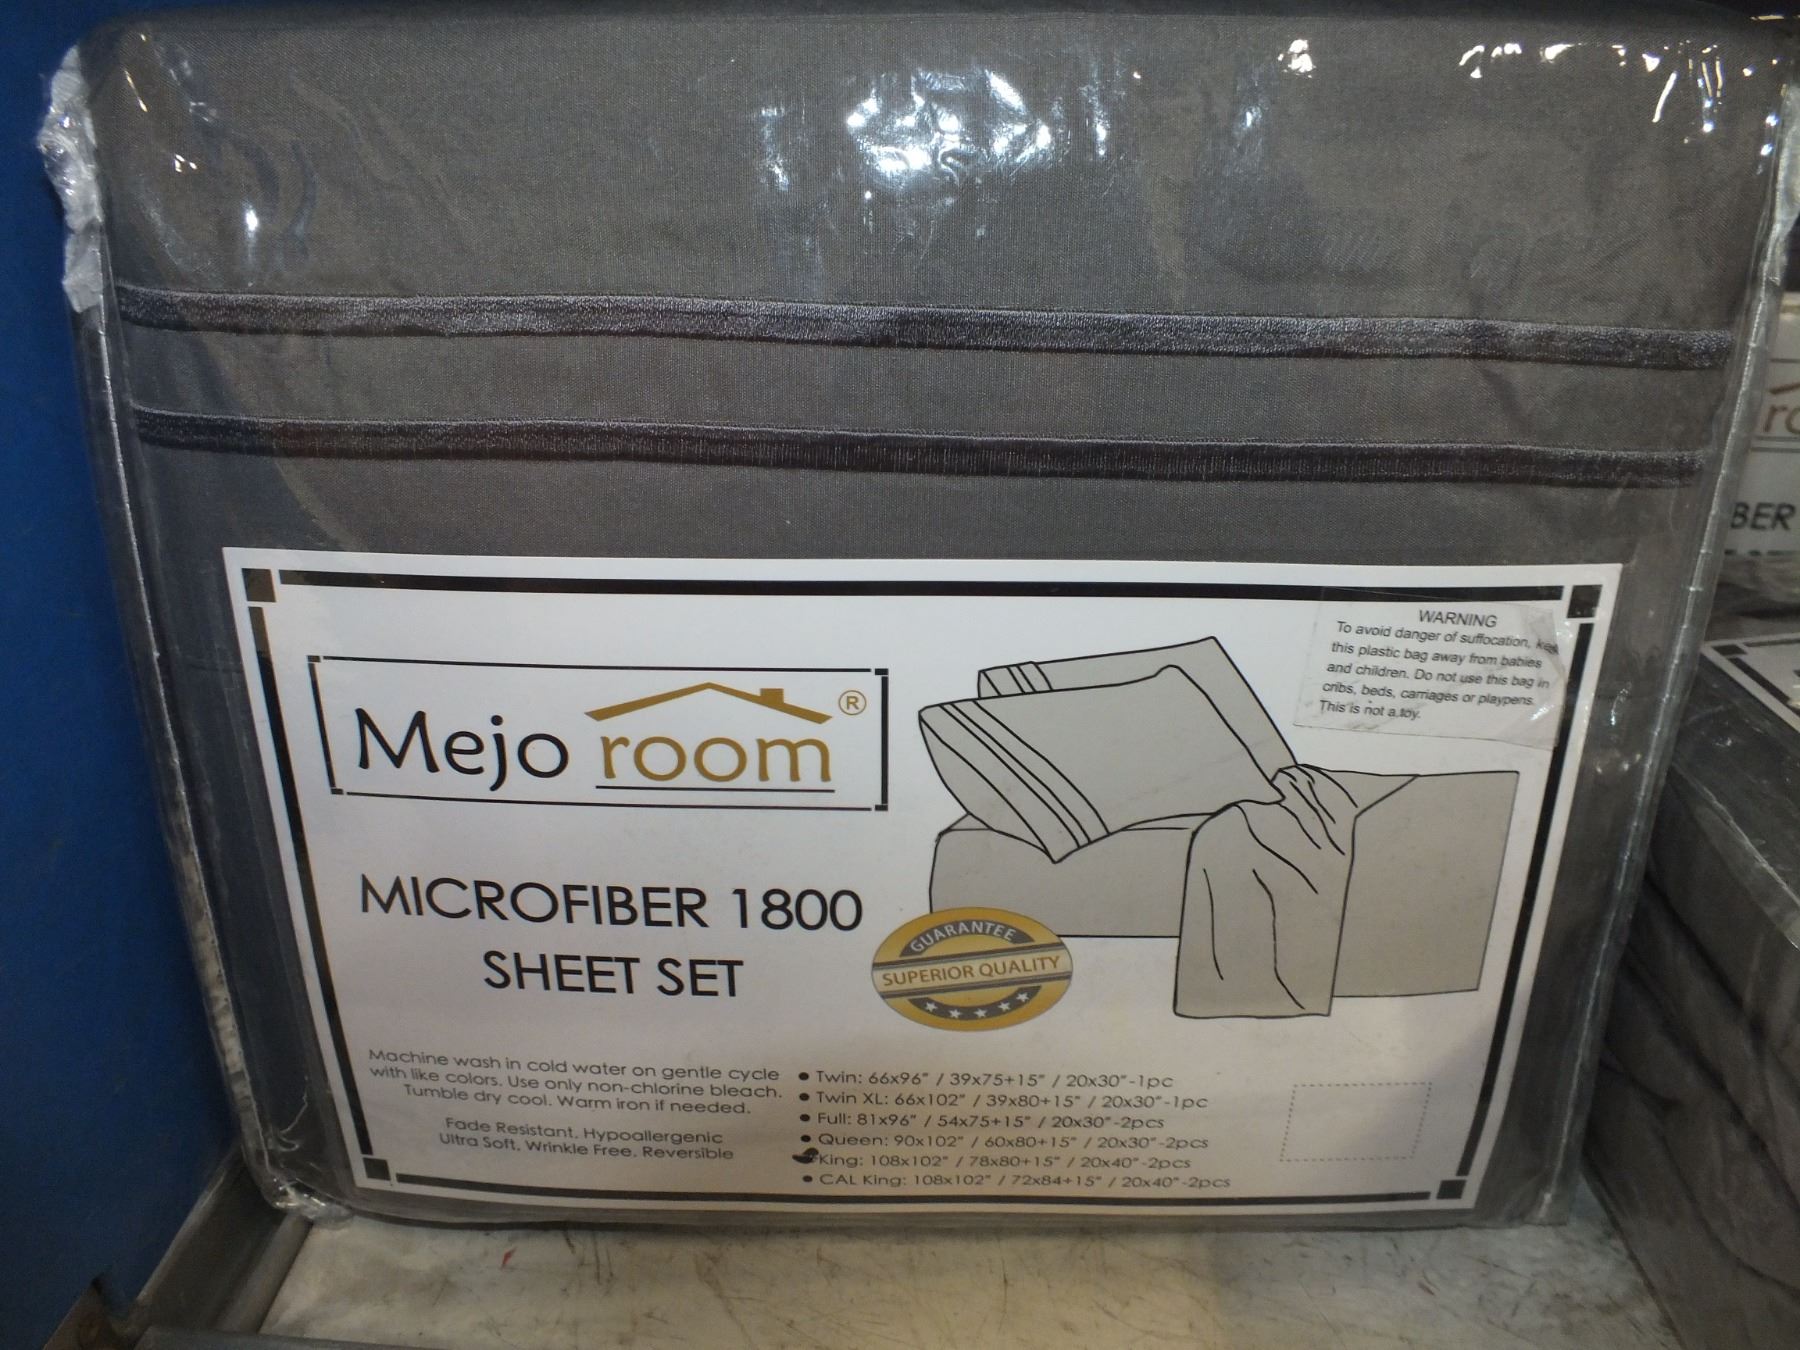 WARNING
To avoid danger of suffocation,
this plastic bag away from babies
and children. Do not use this bag in
cribs, beds, carriages or playpens.
This is not a toy.
Mejo room ®
MICROFIBER 1800
SHEET SET
GUARANTEE
SUPERIOR QUALITY
Machine wash in cold water on gentle cycle
with like colors. Use only non-chlorine bleach.
Tumble dry cool. Warm iron if needed.
Fade Resistant, Hypoallergenic
Ultra Soft, Wrinkle Free, Reversible
• Twin: 66x96" / 39x75+15" / 20x30"-1pc
• Twin XL: 66x102" / 39x80+15" / 20x30"-1pc
• Full: 81x96" / 54x75+15" / 20x30"-2pcs
• Queen: 90x102" / 60x80+15" / 20x30"-2pcs
King: 108x102" / 78x80+15" / 20x40"-2pcs
• CAL King: 108x102" / 72x84+15" / 20x40"-2pcs
ro
BER